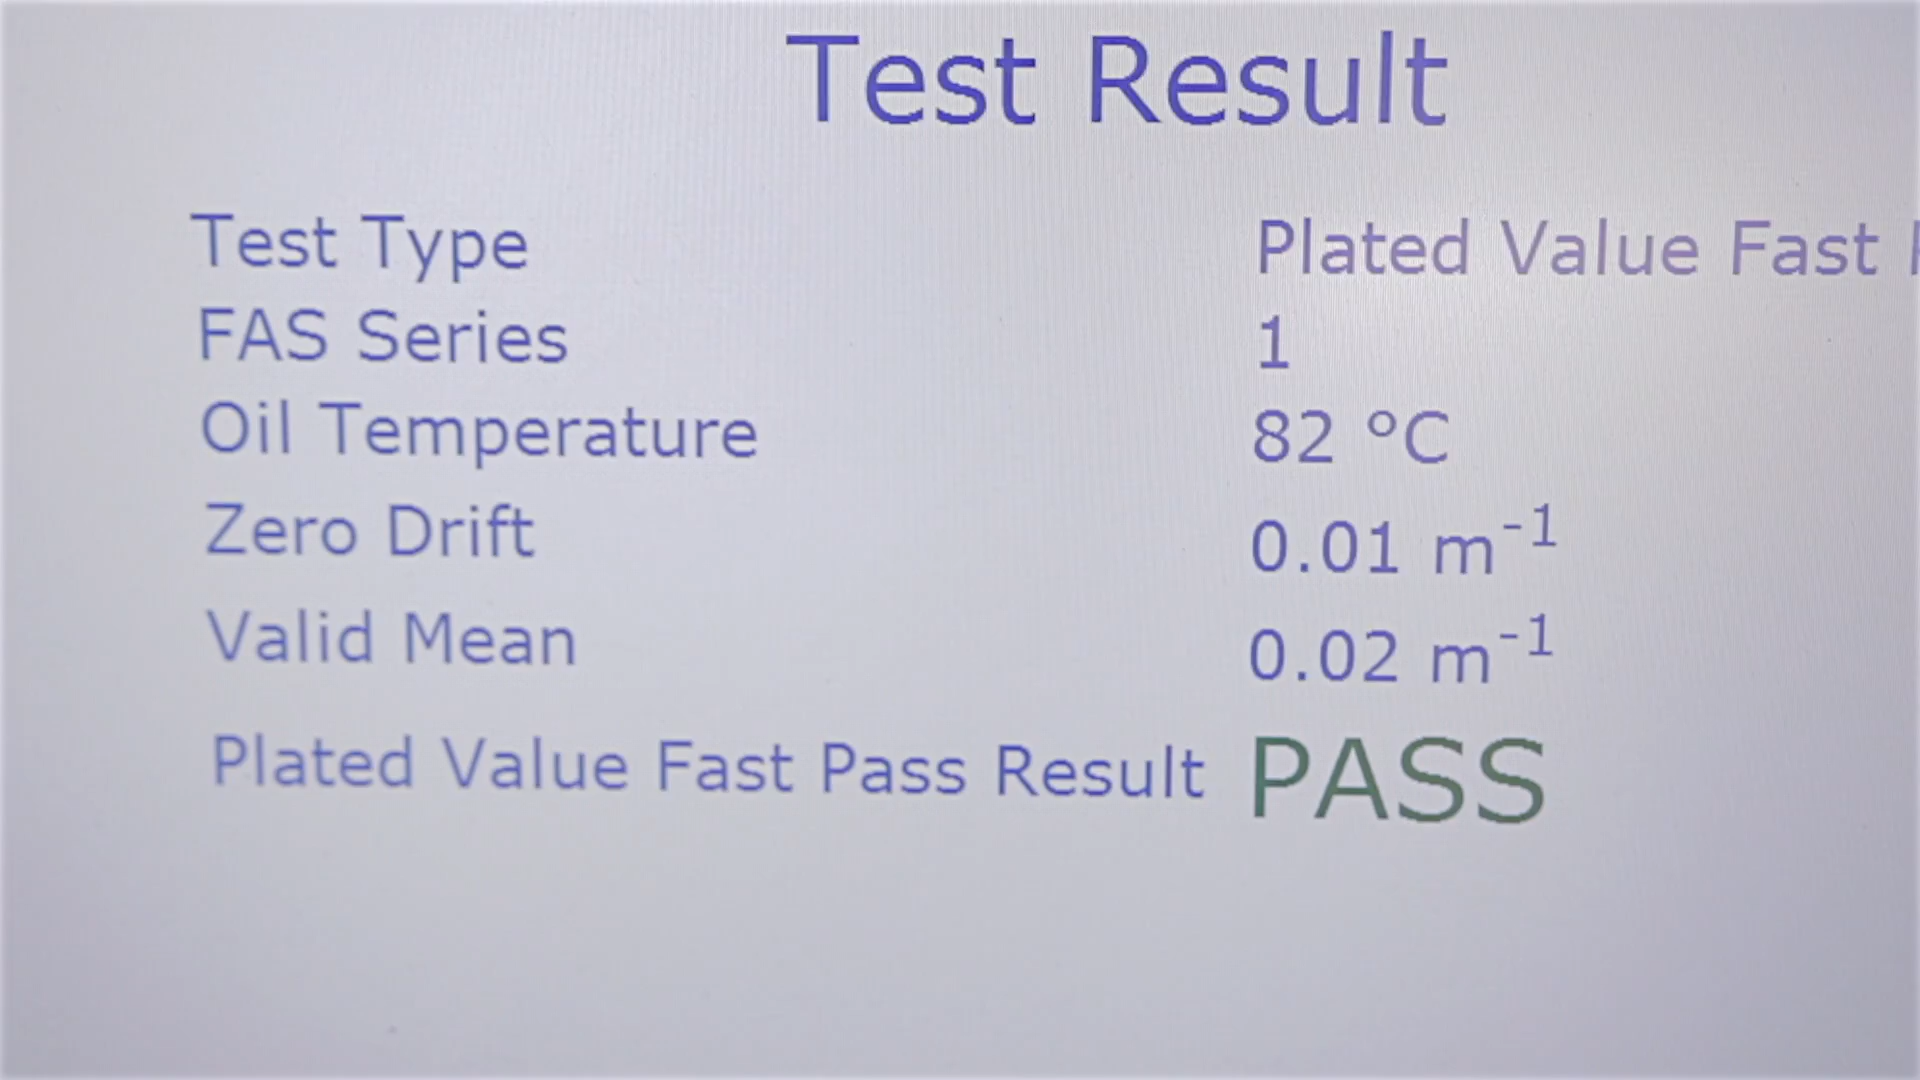 Test Result
Test Type Plated Value Fast
FAS Series 1
Oil Temperature 82 °C
Zero Drift 0.01 m⁻¹
Valid Mean 0.02 m⁻¹
Plated Value Fast Pass Result PASS